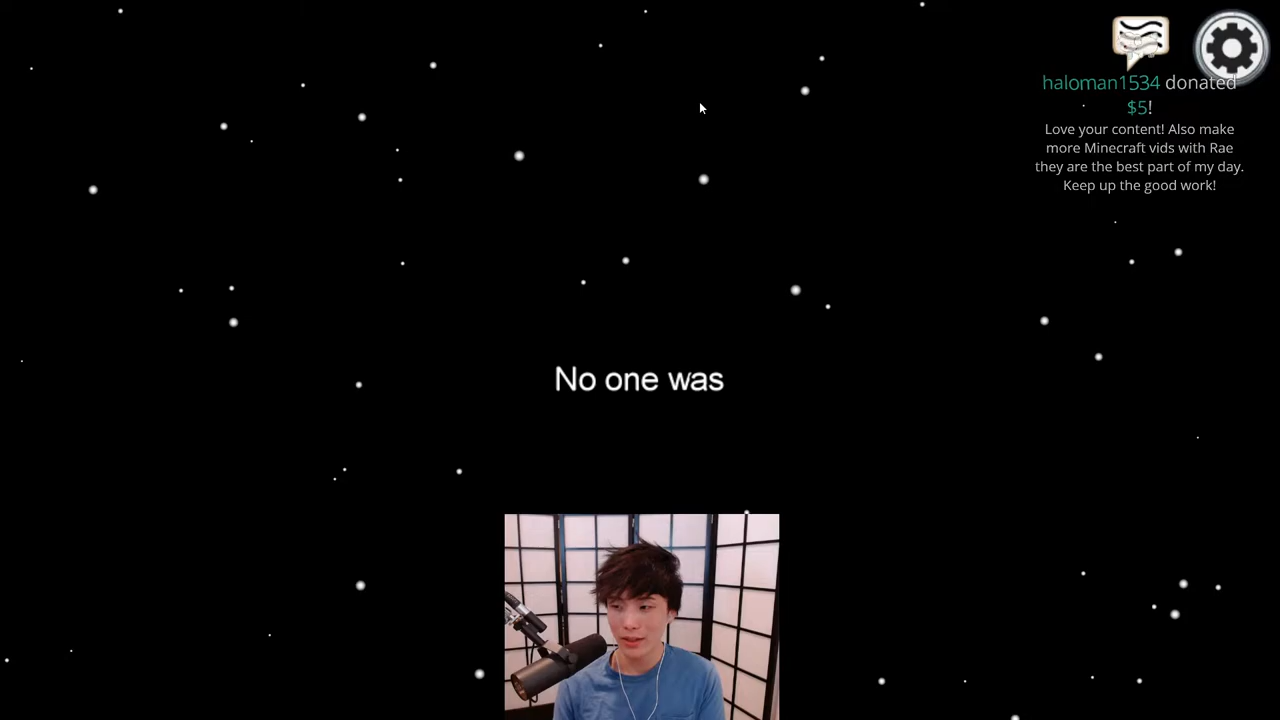 haloman1534 donated
$5!
Love your content! Also make
more Minecraft vids with Rae
they are the best part of my day.
Keep up the good work!
No one was